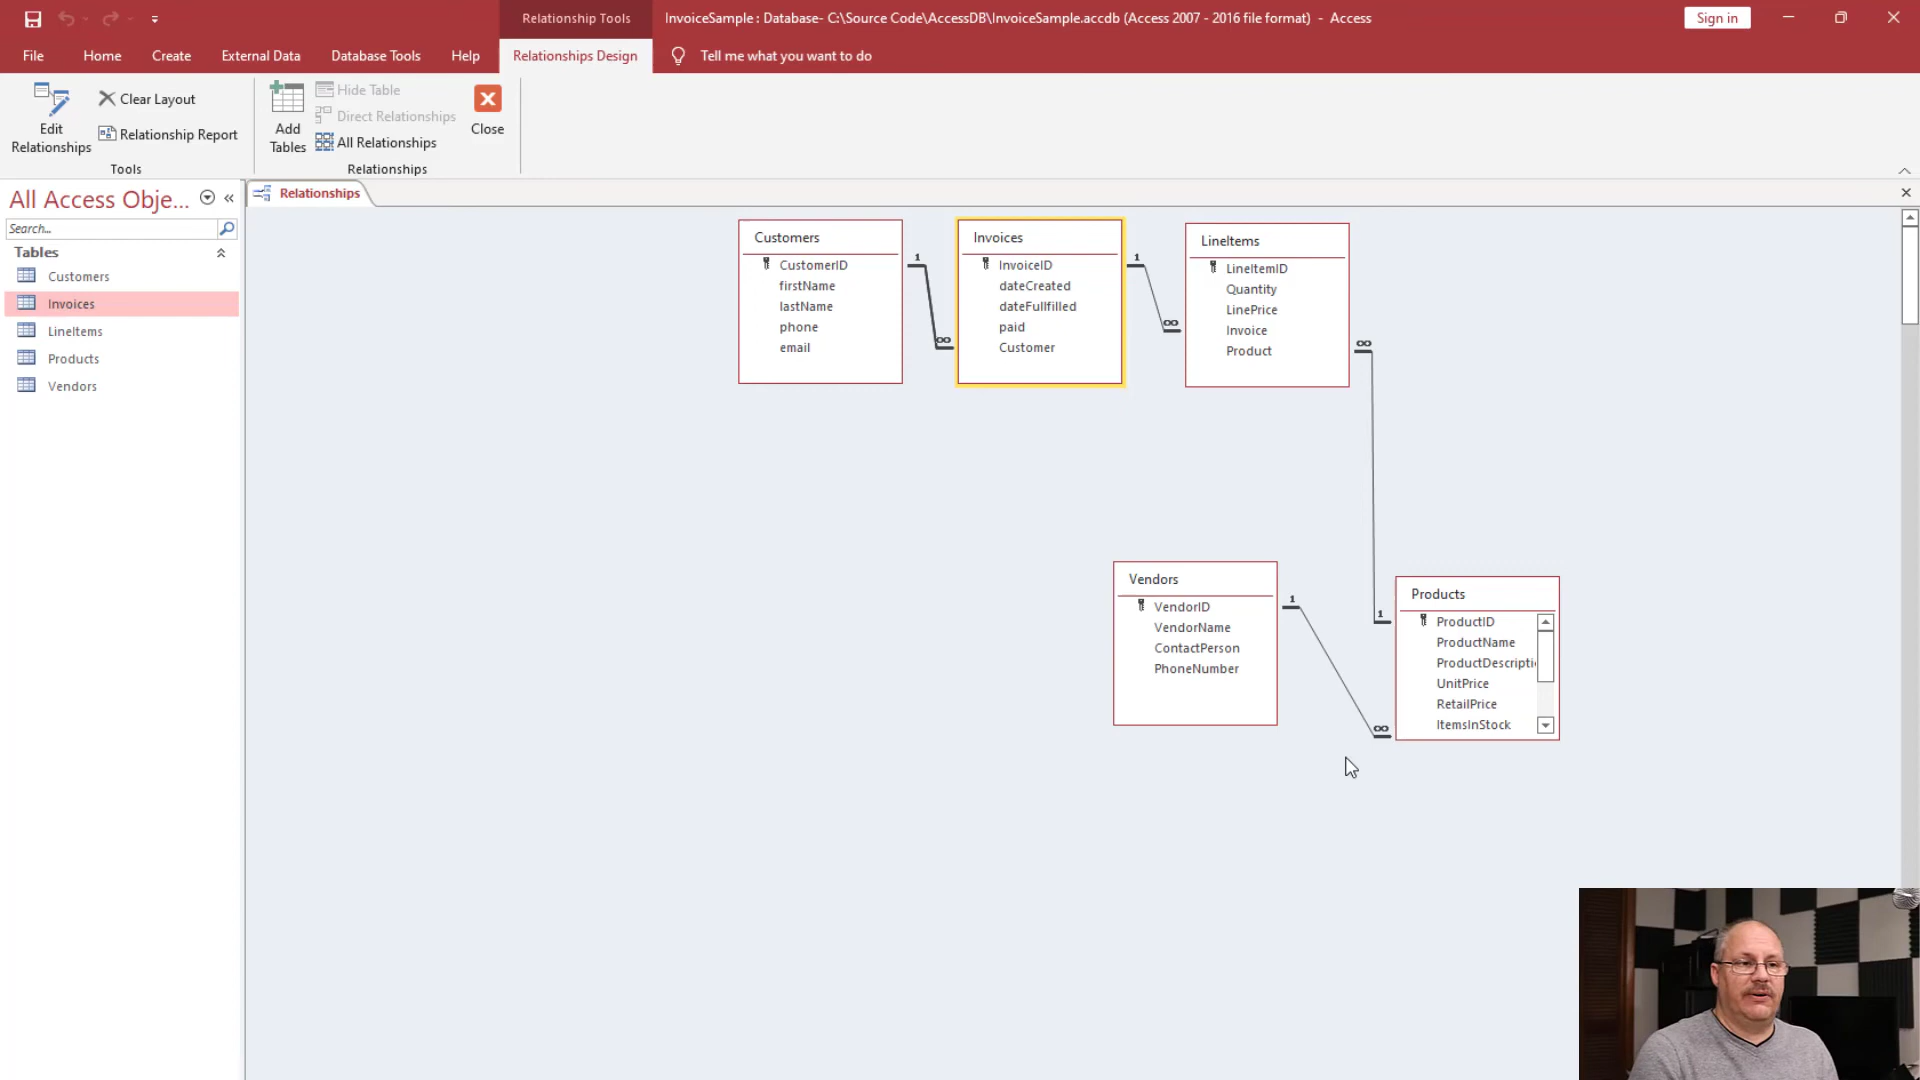 Relationship Tools
InvoiceSample : Database- C:\Source Code\AccessDB\InvoiceSample.accdb (Access 2007 - 2016 file format)  -  Access
Sign in
File
Home
Create
External Data
Database Tools
Help
Relationships Design
Tell me what you want to do
Edit
Relationships
Clear Layout
Relationship Report
Tools
Add
Tables
Hide Table
Direct Relationships
All Relationships
Relationships
Close
All Access Obje...
Search...
Tables
Customers
Invoices
LineItems
Products
Vendors
Relationships
Customers
CustomerID
firstName
lastName
phone
email
1
∞
Invoices
InvoiceID
dateCreated
dateFullfilled
paid
Customer
1
∞
LineItems
LineItemID
Quantity
LinePrice
Invoice
Product
∞
1
Vendors
VendorID
VendorName
ContactPerson
PhoneNumber
1
∞
Products
ProductID
ProductName
ProductDescripti
UnitPrice
RetailPrice
ItemsInStock